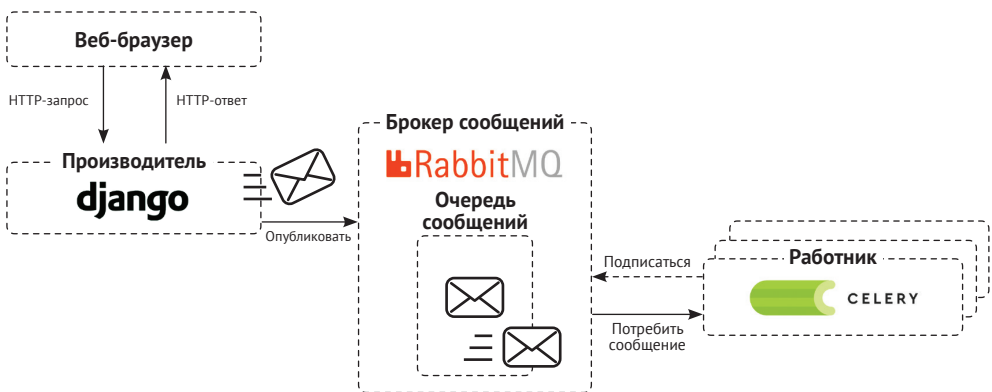 Веб-браузер
HTTP-запрос
HTTP-ответ
Производитель
django
Опубликовать
Брокер сообщений
RabbitMQ
Очередь
сообщений
Подписаться
Потребить
сообщение
Работник
CELERY